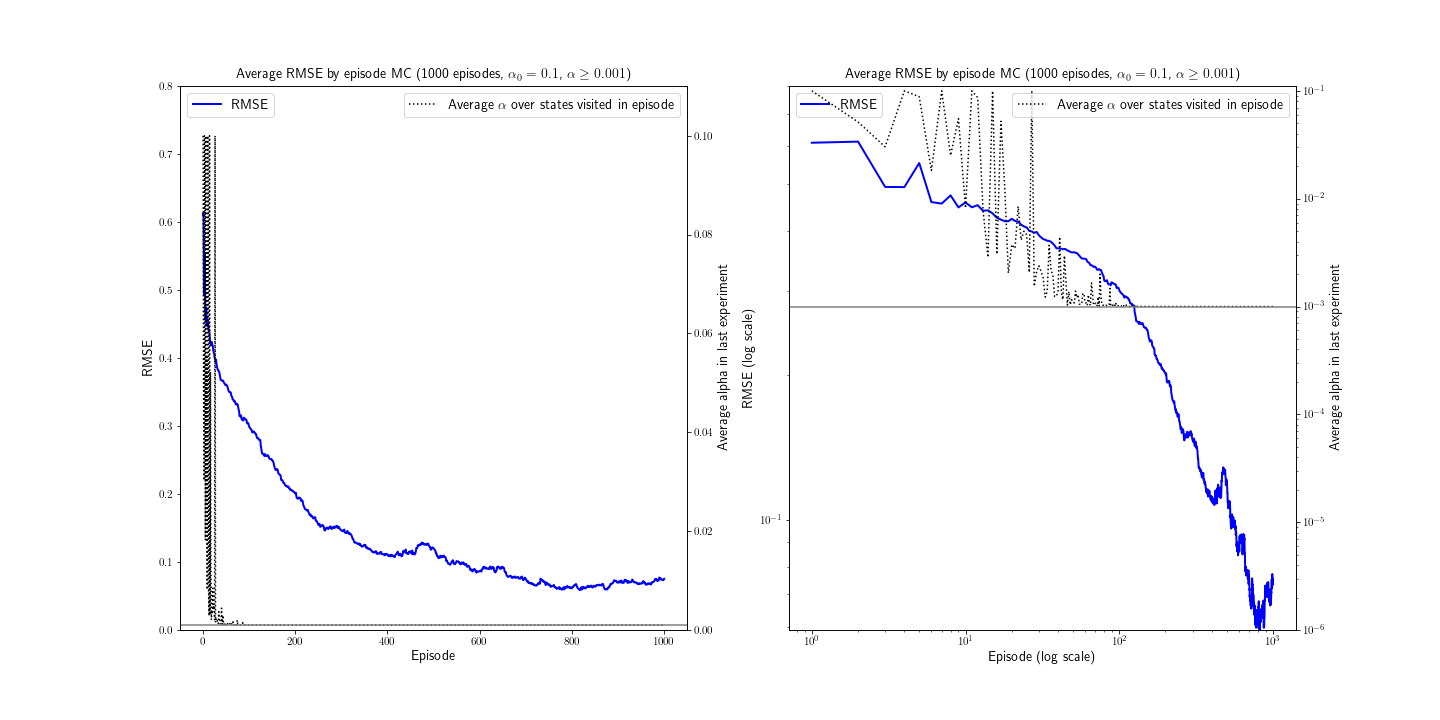 Average RMSE by episode MC (1000 episodes, α₀ = 0.1, α ≥ 0.001)
RMSE
Average α over states visited in episode
0.8
0.7
0.6
0.5
0.4
0.3
0.2
0.1
0.0
RMSE
0.10
0.08
0.06
0.04
0.02
0.00
Average alpha in last experiment
0
200
400
600
800
1000
Episode
Average RMSE by episode MC (1000 episodes, α₀ = 0.1, α ≥ 0.001)
RMSE
Average α over states visited in episode
10⁻¹
RMSE (log scale)
10⁻¹
10⁻²
10⁻³
10⁻⁴
10⁻⁵
10⁻⁶
Average alpha in last experiment
10⁰
10¹
10²
10³
Episode (log scale)